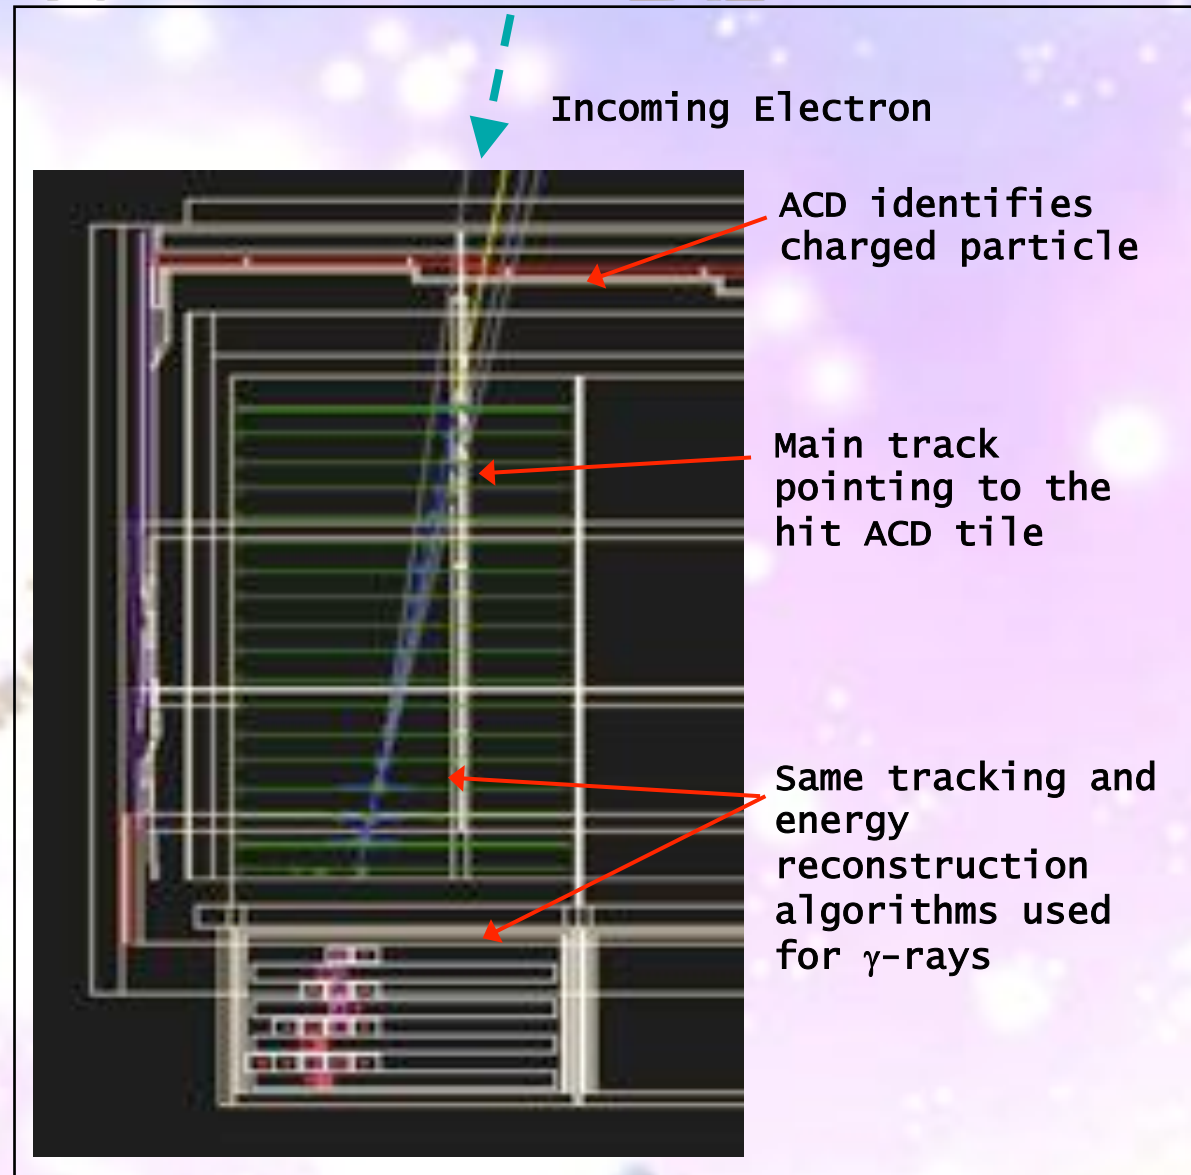 Incoming Electron
ACD identifies
charged particle
Main track
pointing to the
hit ACD tile
Same tracking and
energy
reconstruction
algorithms used
for γ-rays